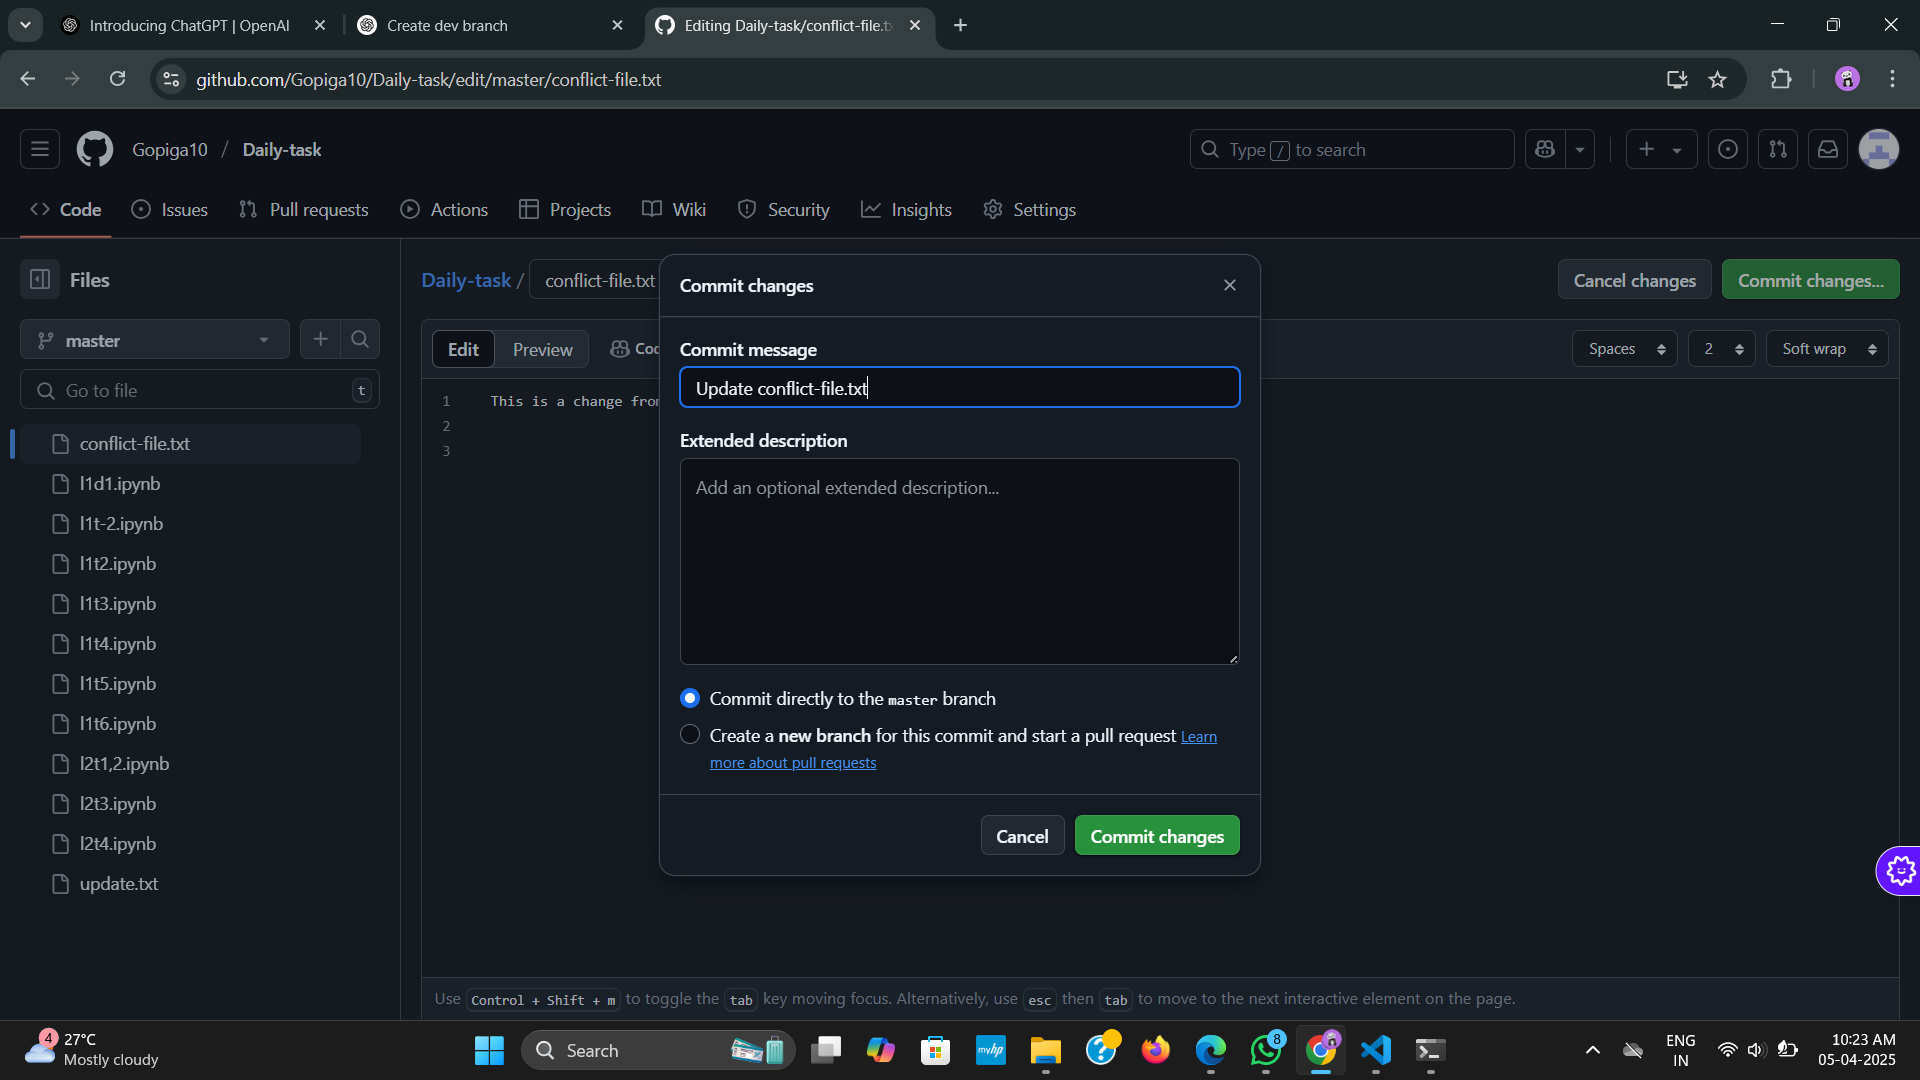 Introducing ChatGPT | OpenAI
Create dev branch
Editing Daily-task/conflict-file.tx
github.com/Gopiga10/Daily-task/edit/master/conflict-file.txt
Gopiga10 / Daily-task
Type / to search
Code
Issues
Pull requests
Actions
Projects
Wiki
Security
Insights
Settings
Files
master
Go to file
t
conflict-file.txt
l1d1.ipynb
l1t-2.ipynb
l1t2.ipynb
l1t3.ipynb
l1t4.ipynb
l1t5.ipynb
l1t6.ipynb
l2t1,2.ipynb
l2t3.ipynb
l2t4.ipynb
update.txt
Daily-task / conflict-file.txt
Cancel changes
Commit changes...
Edit
Preview
Spaces
2
Soft wrap
1 This is a change
2
3
Commit changes
Commit message
Update conflict-file.txt
Extended description
Add an optional extended description...
Commit directly to the master branch
Create a new branch for this commit and start a pull request Learn
more about pull requests
Cancel
Commit changes
Use Control + Shift + m to toggle the tab key moving focus. Alternatively, use esc then tab to move to the next interactive element on the page.
4
27°C
Mostly cloudy
Search
myhp
8
ENG
IN
10:23 AM
05-04-2025